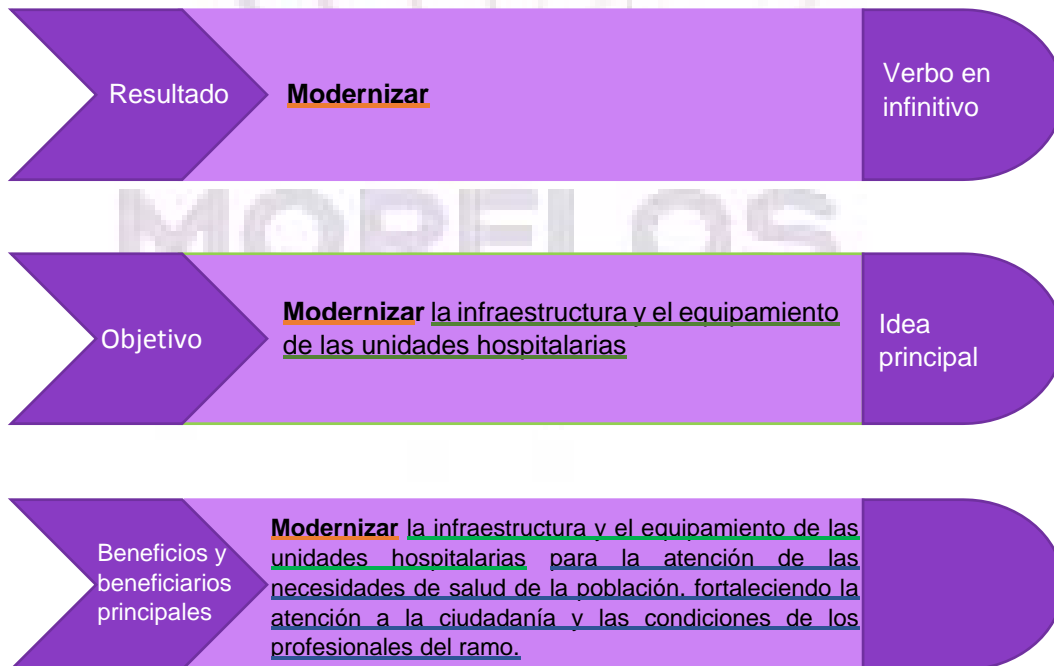 Resultado
Modernizar
Verbo en
infinitivo
MORELOS
Objetivo
Modernizar la infraestructura y el equipamiento
de las unidades hospitalarias
Idea
principal
Beneficios y
beneficiarios
principales
Modernizar la infraestructura y el equipamiento de las
unidades hospitalarias para la atención de las
necesidades de salud de la población, fortaleciendo la
atención a la ciudadanía y las condiciones de los
profesionales del ramo.